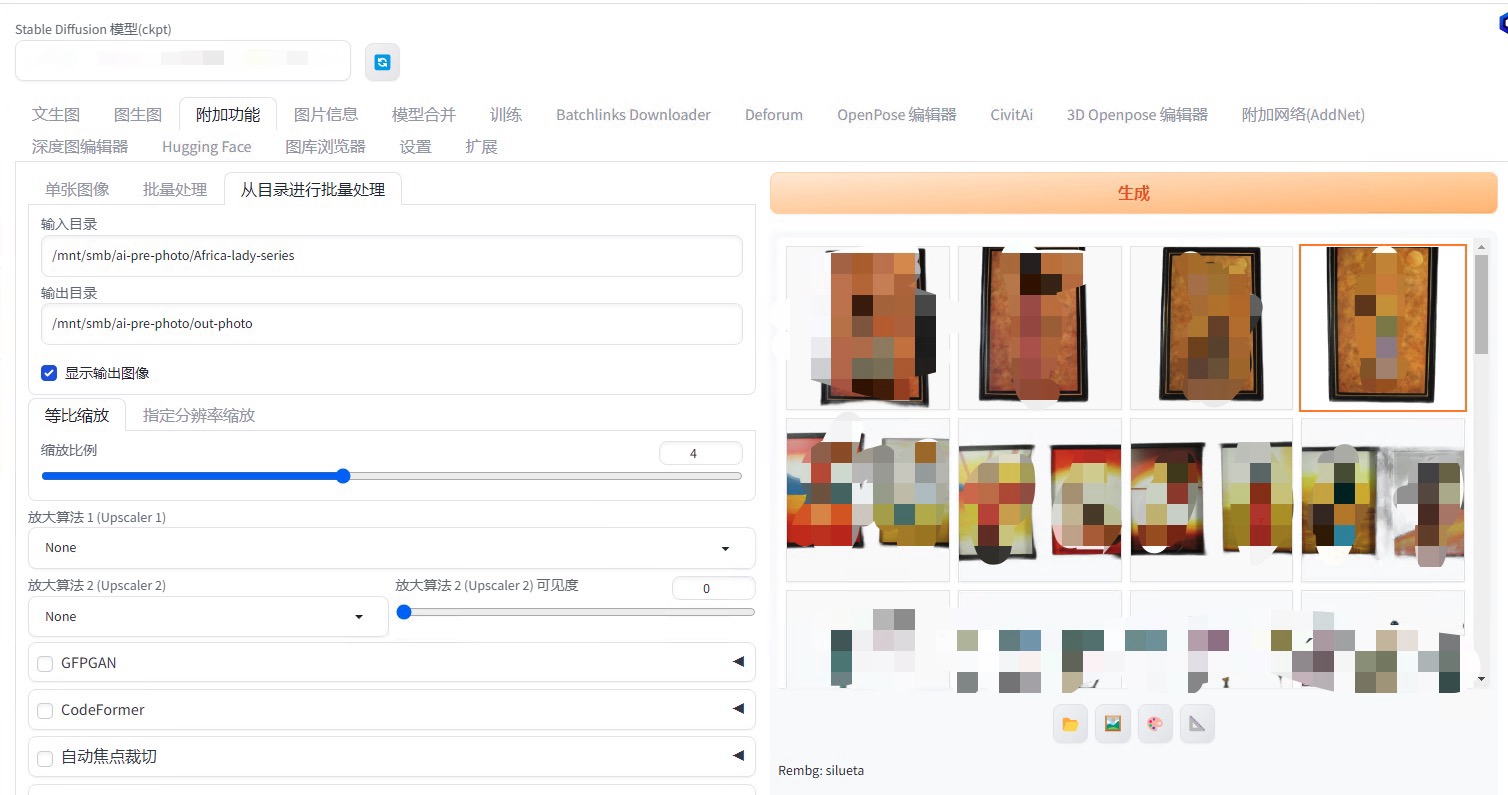 Stable Diffusion 模型(ckpt)
文生图 图生图 附加功能 图片信息 模型合并 训练 Batchlinks Downloader Deforum OpenPose 编辑器 CivitAi 3D Openpose 编辑器 附加网络(AddNet)
深度图编辑器 Hugging Face 图库浏览器 设置 扩展
单张图像 批量处理 从目录进行批量处理
生成
输入目录
/mnt/smb/ai-pre-photo/Africa-lady-series
输出目录
/mnt/smb/ai-pre-photo/out-photo
显示输出图像
等比缩放 指定分辨率缩放
缩放比例
4
放大算法 1 (Upscaler 1)
None
放大算法 2 (Upscaler 2)
None
放大算法 2 (Upscaler 2) 可见度
0
GFPGAN
CodeFormer
自动焦点裁切
Rembg: silueta